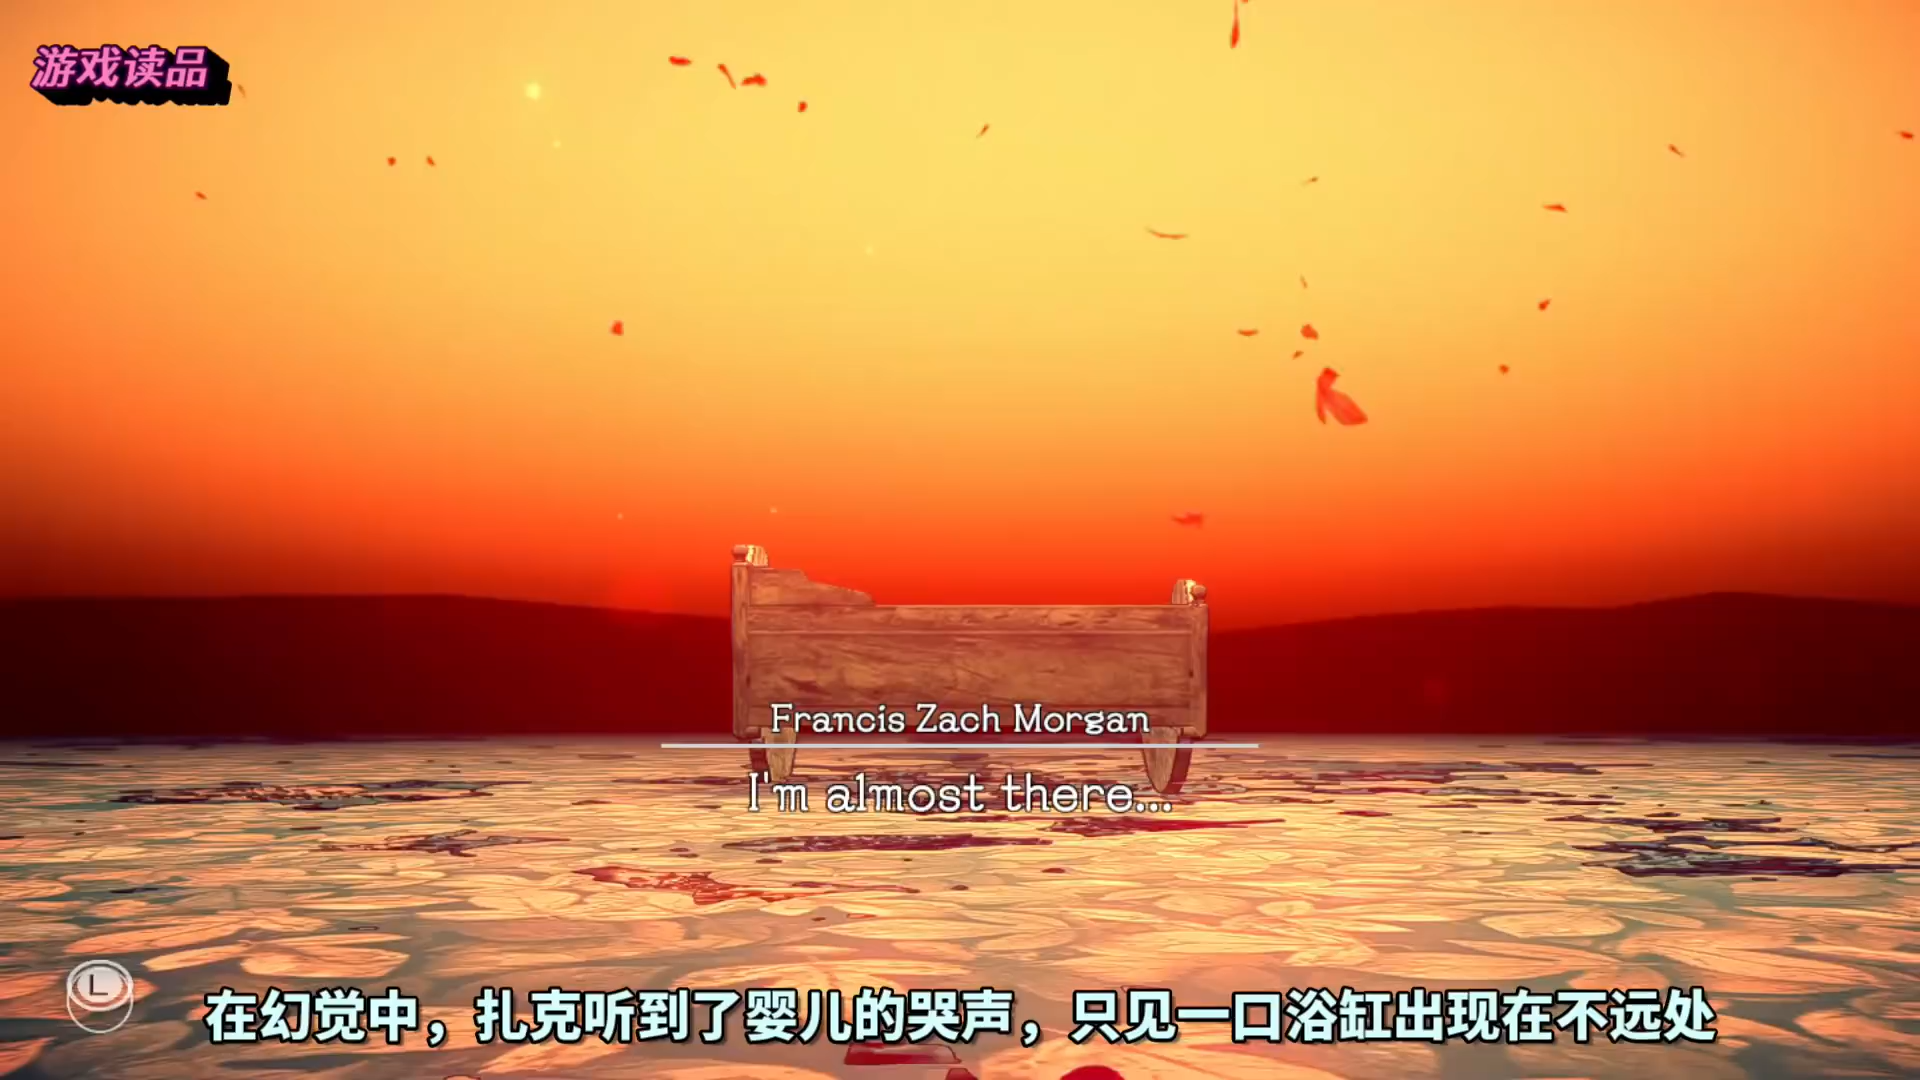 游戏读品
Francis Zach Morgan
I'm almost there...
L
在幻觉中，扎克听到了婴儿的哭声，只见一口浴缸出现在不远处